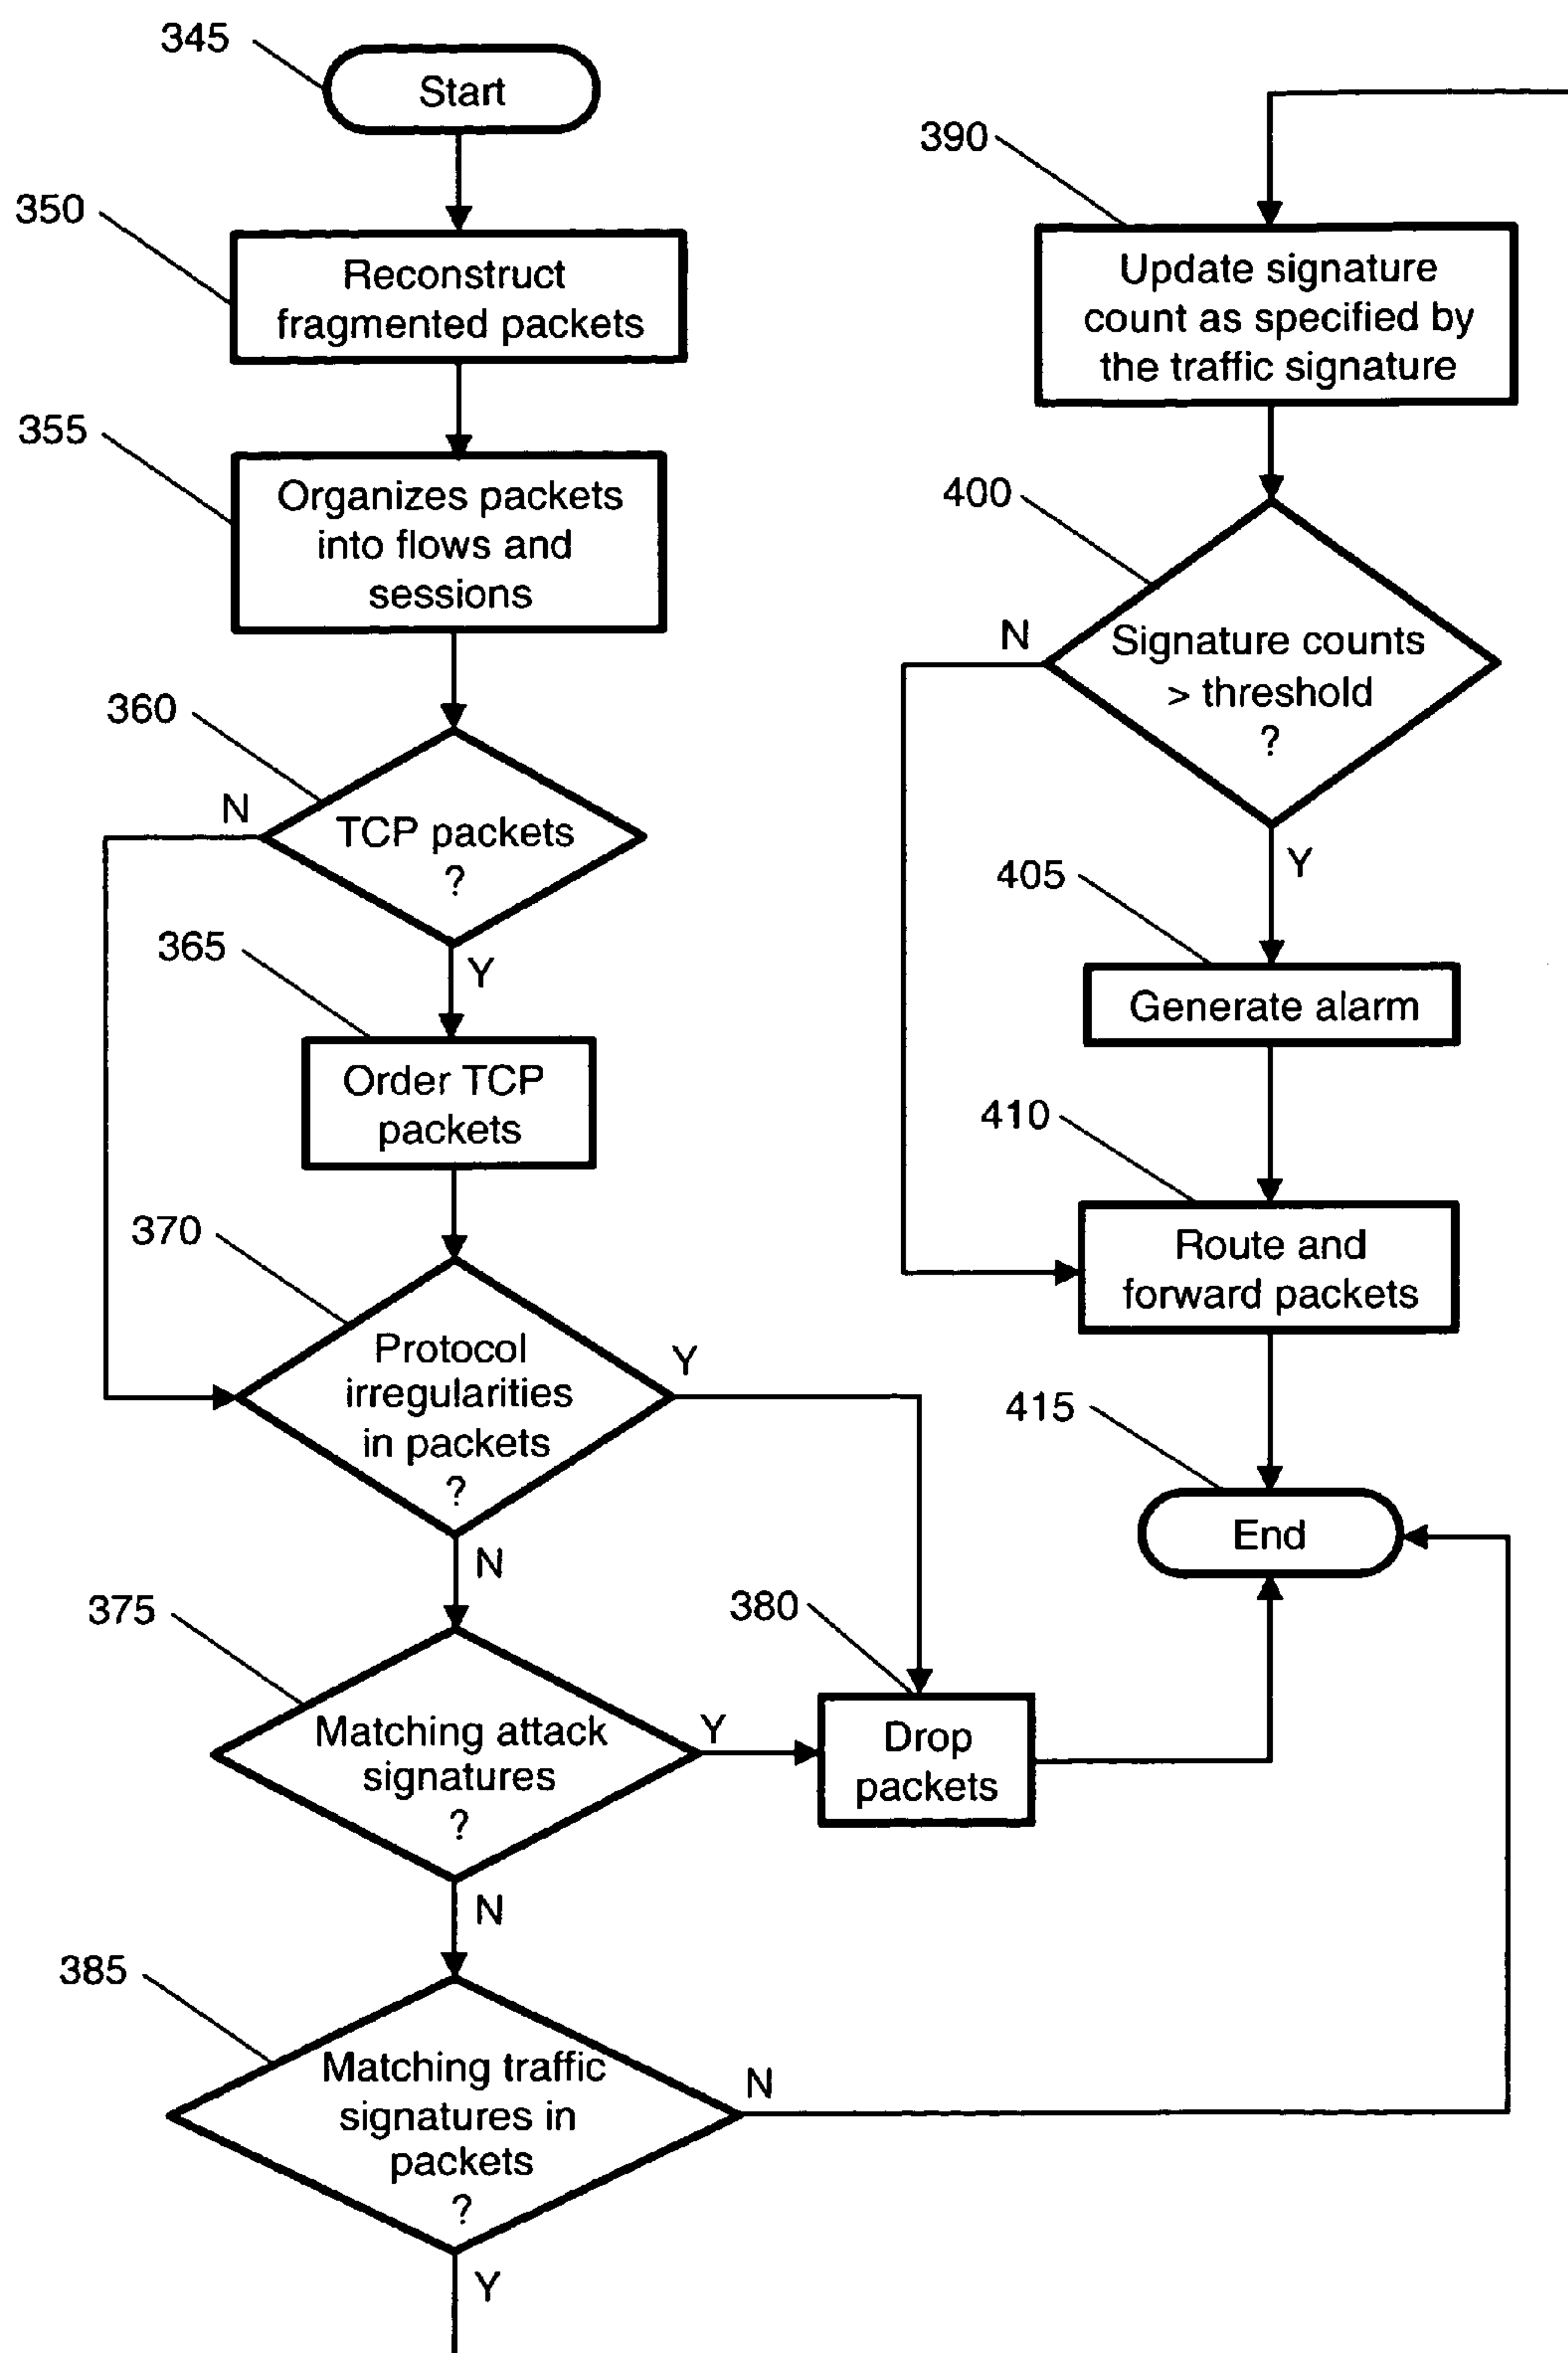 345
Start
350
Reconstruct
fragmented packets
355
Organizes packets
into flows and
sessions
360
N
TCP packets
?
Y
365
Order TCP
packets
370
Protocol
irregularities
in packets
?
Y
N
375
Matching attack
signatures
?
Y
N
380
Drop
packets
385
Matching traffic
signatures in
packets
?
N
Y
390
Update signature
count as specified by
the traffic signature
400
N
Signature counts
> threshold
?
Y
405
Generate alarm
410
Route and
forward packets
415
End